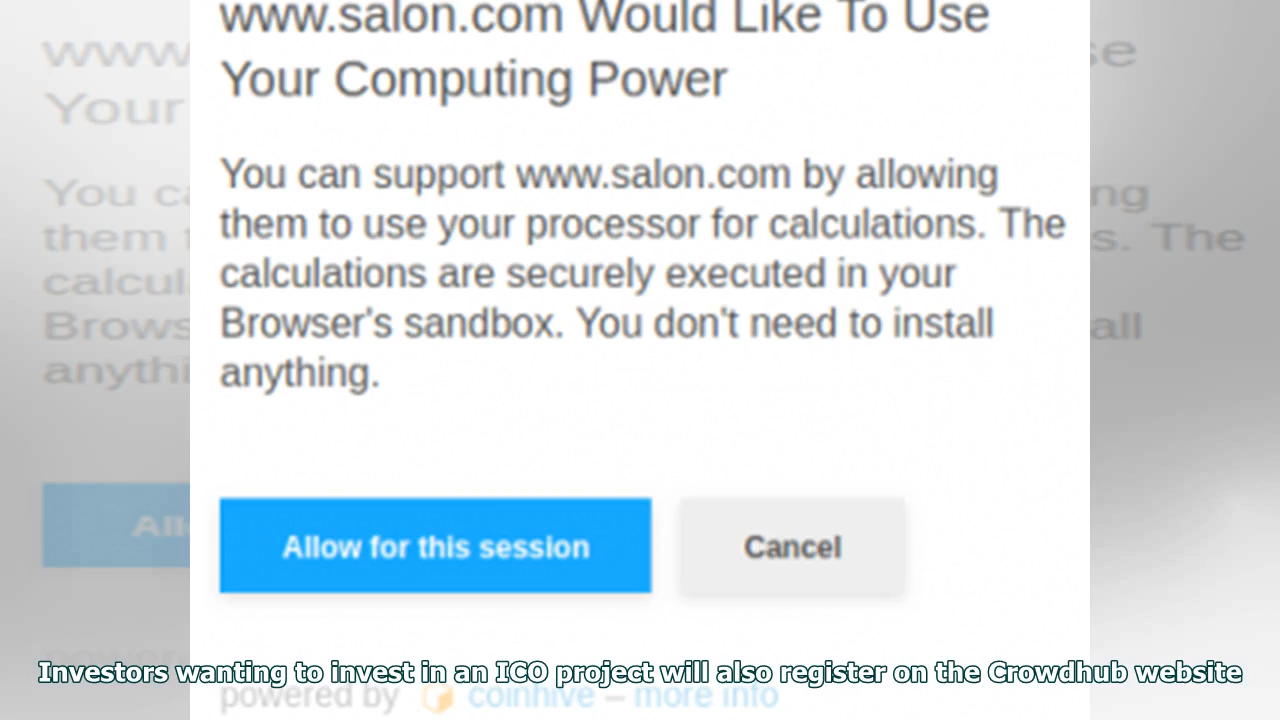 www.salon.com Would Like To Use
Your Computing Power
You can support www.salon.com by allowing
them to use your processor for calculations. The
calculations are securely executed in your
Browser's sandbox. You don't need to install
anything.
Allow for this session
Cancel
Investors wanting to invest in an ICO project will also register on the Crowdhub website
powered by coinhive – more info